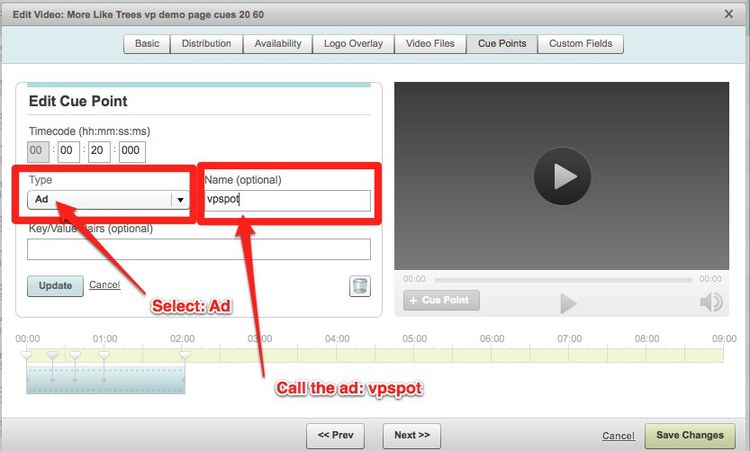 Edit Video: More Like Trees vp demo page cues 20 60
X
Basic Distribution Availability Logo Overlay Video Files Cue Points Custom Fields
Edit Cue Point
Timecode (hh:mm:ss:ms)
00 : 00 : 20 : 000
Type
Name (optional)
Ad
vpspot
Key/Value Pairs (optional)
Update Cancel
00:00 00:00
+ Cue Point
Select: Ad
00:00 01:00 02:00 03:00 04:00 05:00 06:00 07:00 08:00 09:00
Call the ad: vpspot
<< Prev Next >> Cancel Save Changes